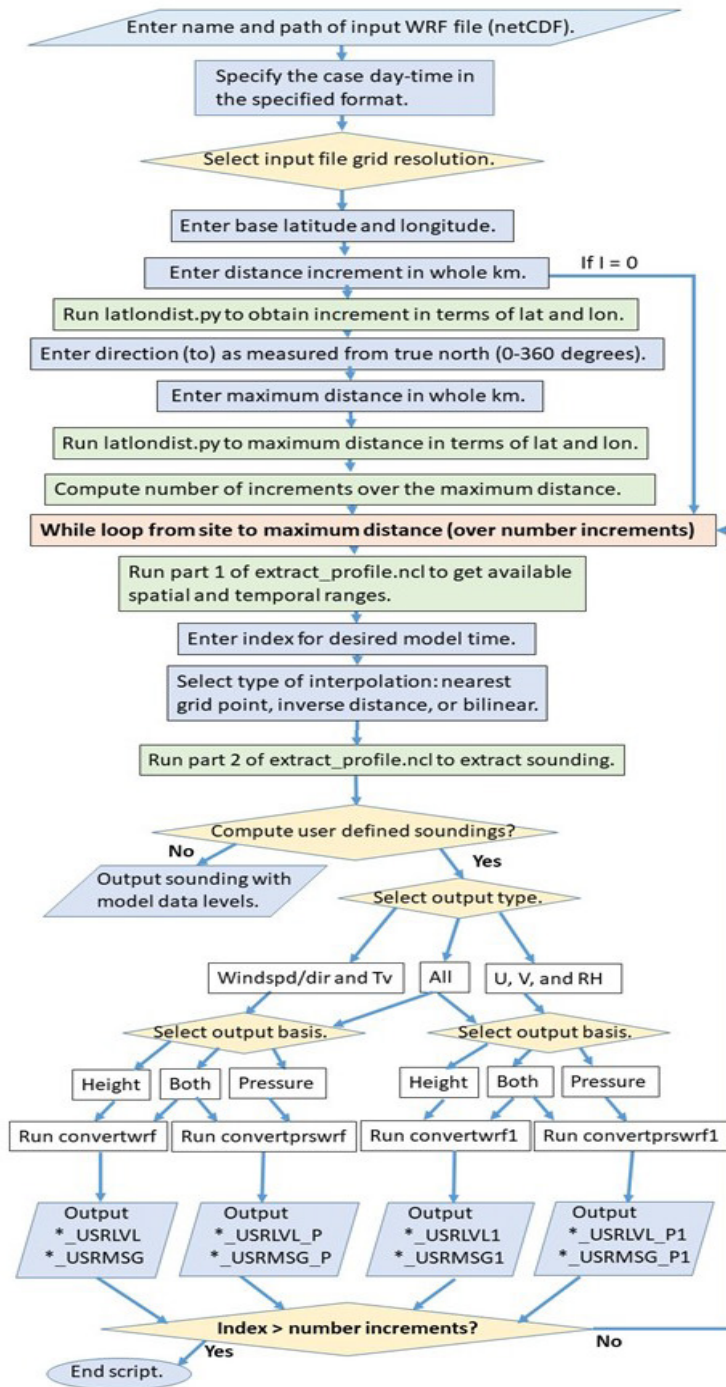 Enter name and path of input WRF file (netCDF).
Specify the case day-time in
the specified format.
Select input file grid resolution.
Enter base latitude and longitude.
If I = 0
Enter distance increment in whole km.
Run latlondist.py to obtain increment in terms of lat and lon.
Enter direction (to) as measured from true north (0-360 degrees).
Enter maximum distance in whole km.
Run latlondist.py to maximum distance in terms of lat and lon.
Compute number of increments over the maximum distance.
While loop from site to maximum distance (over number increments)
Run part 1 of extract_profile.ncl to get available
spatial and temporal ranges.
Enter index for desired model time.
Select type of interpolation: nearest
grid point, inverse distance, or bilinear.
Run part 2 of extract_profile.ncl to extract sounding.
Compute user defined soundings?
No
Yes
Output sounding with
model data levels.
Select output type.
Windspd/dir and Tv
All
U, V, and RH
Select output basis.
Select output basis.
Height
Both
Pressure
Height
Both
Pressure
Run convertwrf
Run convertprswrf
Run convertwrf1
Run convertprswrf1
Output
*_USRLVL
*_USRMSG
Output
*_USRLVL_P
*_USRMSG_P
Output
*_USRLVL1
*_USRMSG1
Output
*_USRLVL_P1
*_USRMSG_P1
Index > number increments?
No
Yes
End script.